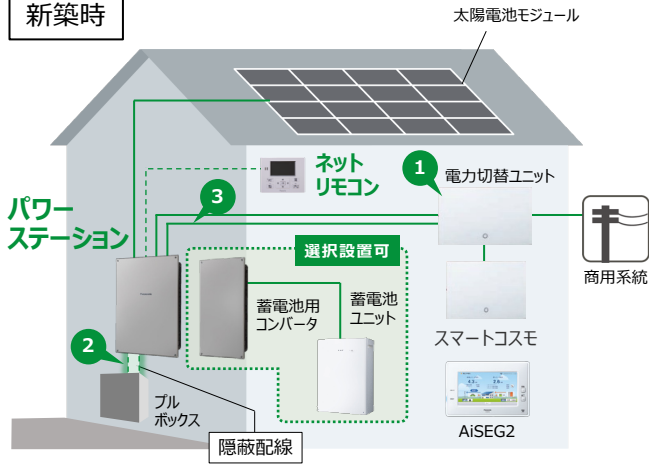 新築時
太陽電池モジュール
ネット
リモコン
1
電力切替ユニット
3
パワー
ステーション
選択設置可
商用系統
蓄電池用
コンバータ
蓄電池
ユニット
スマートコスモ
2
プル
ボックス
隠蔽配線
AiSEG2